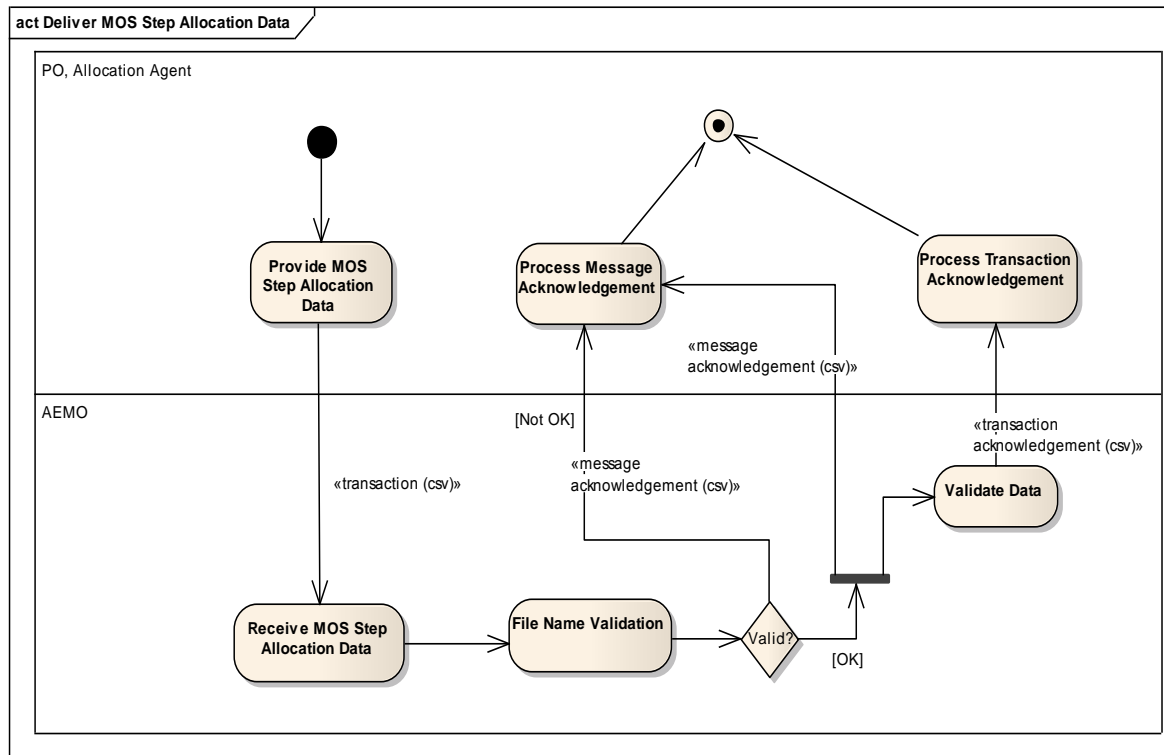 act Deliver MOS Step Allocation Data
PO, Allocation Agent
Provide MOS
Step Allocation
Data
Process Message
Acknowledgement
Process Transaction
Acknowledgement
«message
acknowledgement (csv)»
AEMO
[Not OK]
«transaction
acknowledgement (csv)»
«message
acknowledgement (csv)»
«transaction (csv)»
Validate Data
Receive MOS Step
Allocation Data
File Name Validation
Valid?
[OK]